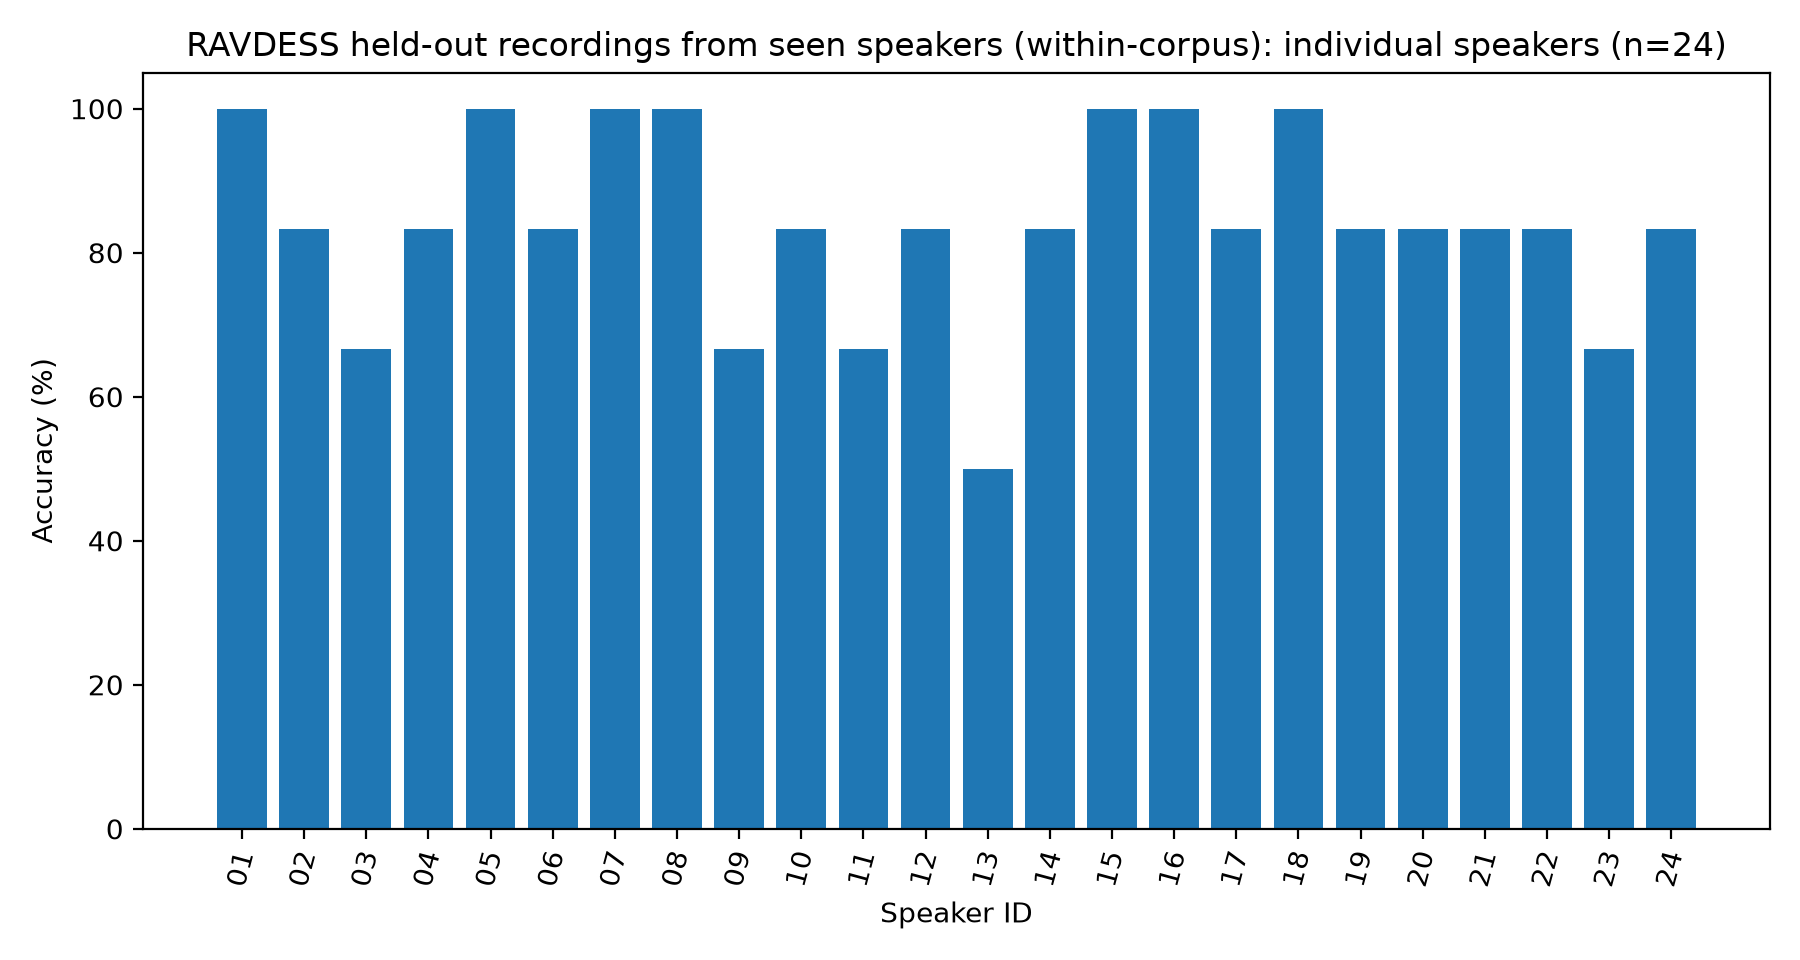 RAVDESS held-out recordings from seen speakers (within-corpus): individual speakers (n=24)
Accuracy (%)
100
80
60
40
20
0
01 02 03 04 05 06 07 08 09 10 11 12 13 14 15 16 17 18 19 20 21 22 23 24
Speaker ID